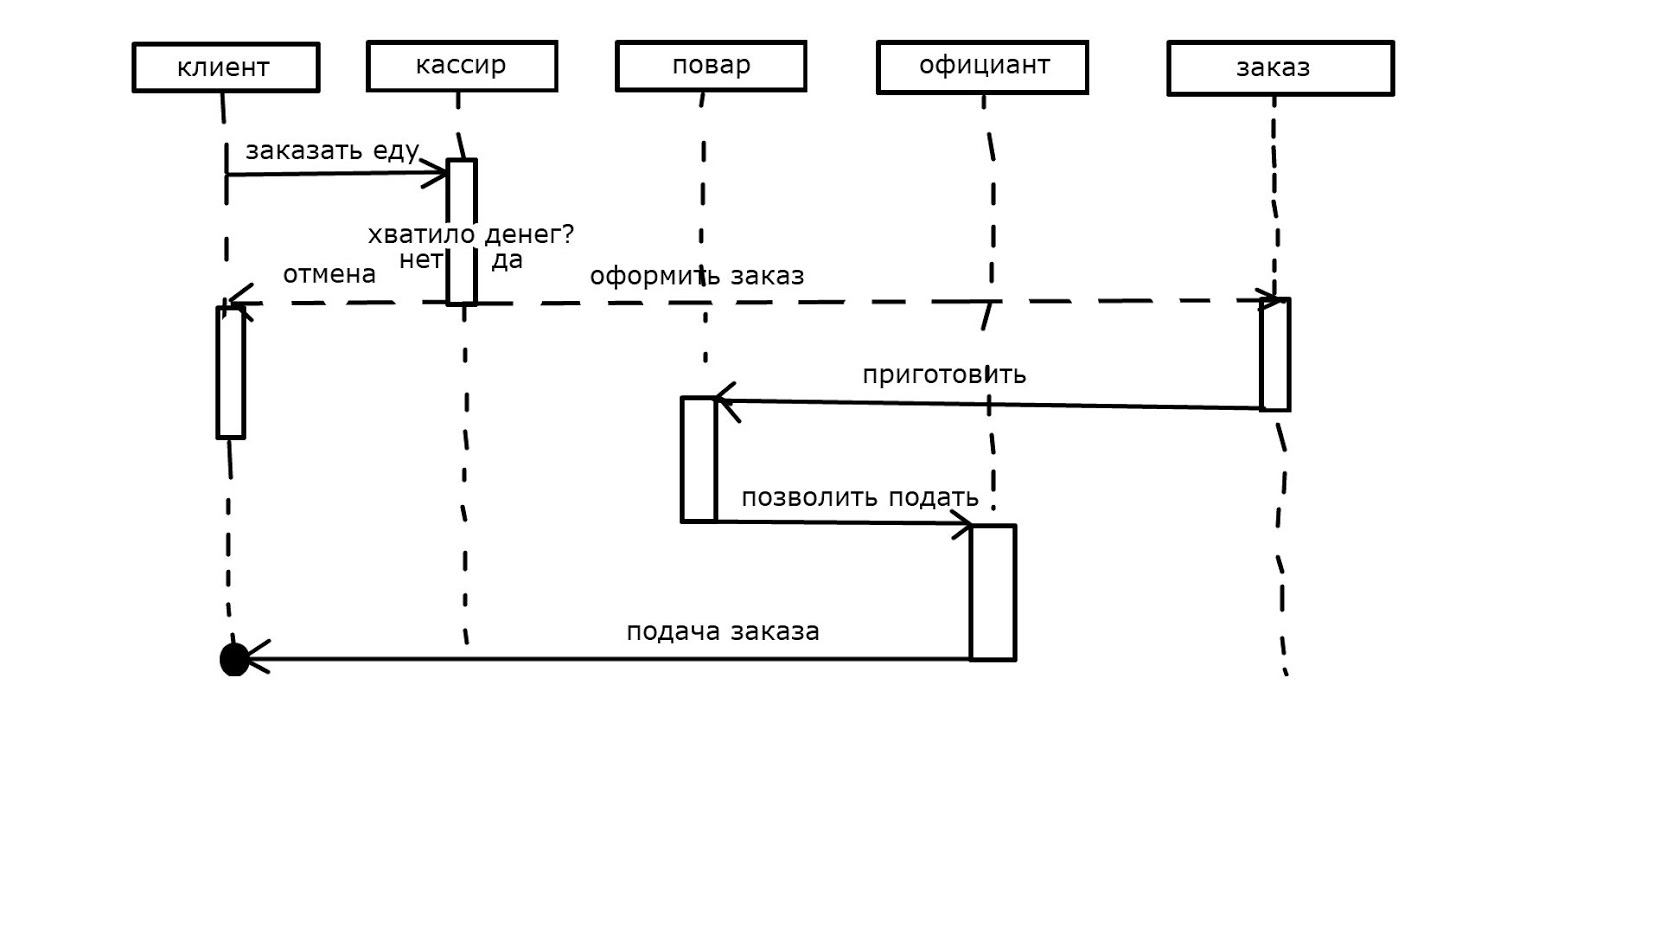 клиент
кассир
повар
официант
заказ
заказать еду
хватило денег?
нет да
отмена
оформить заказ
приготовить
позволить подать
подача заказа